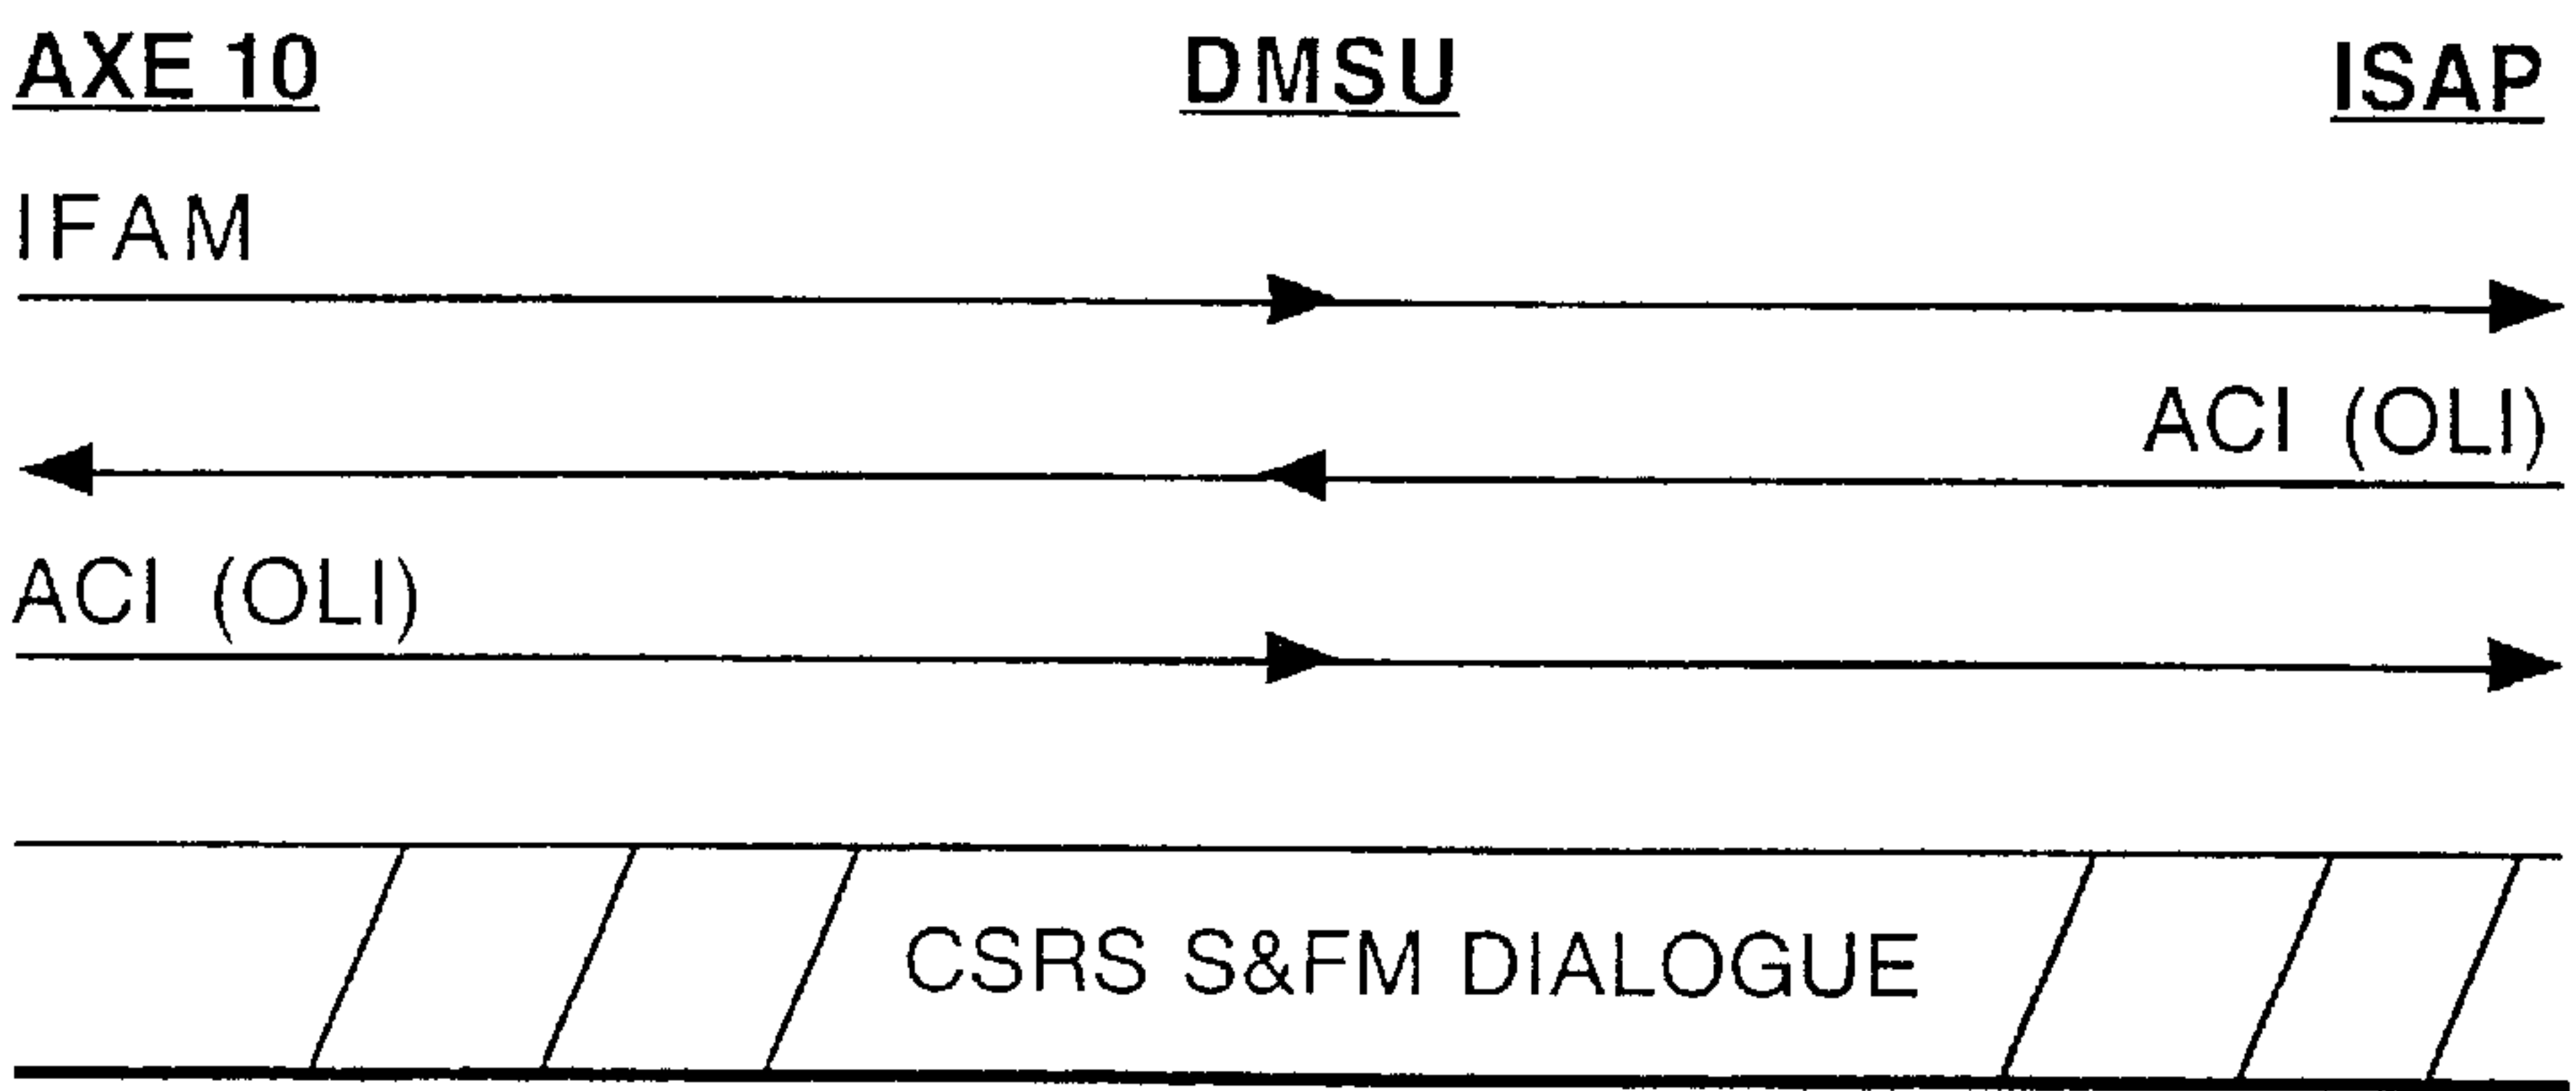 AXE 10 DMSU ISAP
IFAM
ACI (OLI)
ACI (OLI)
CSRS S&FM DIALOGUE